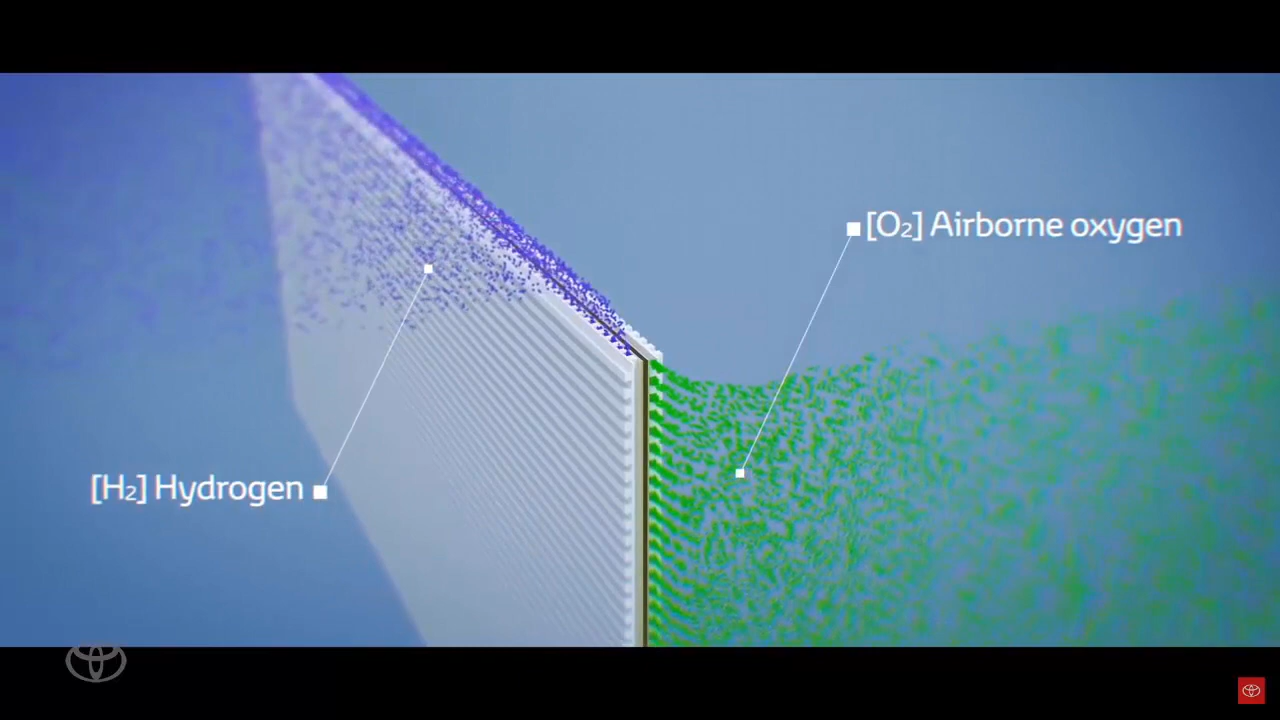 [O₂] Airborne oxygen
[H₂] Hydrogen